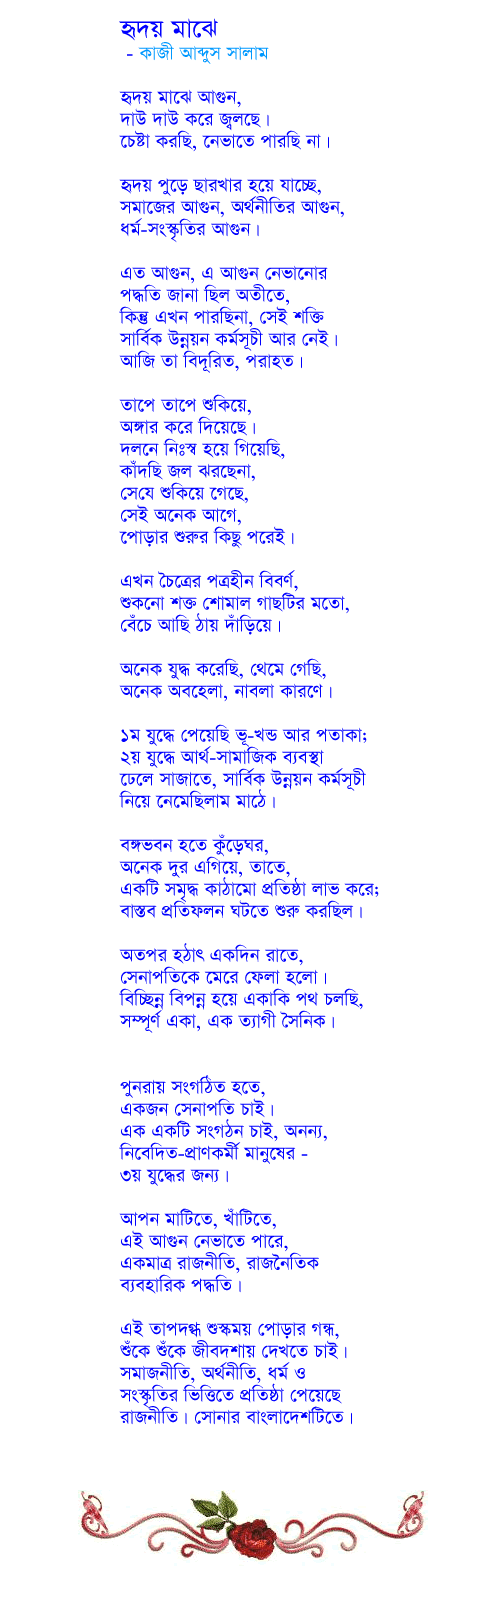 হৃদয় মাঝে
- কাজী আব্দুস সালাম
হৃদয় মাঝে আগুন,
দাউ দাউ করে জ্বলছে।
চেষ্টা করছি, নেভাতে পারছি না।
হৃদয় পুড়ে ছারখার হয়ে যাচ্ছে,
সমাজের আগুন, অর্থনীতির আগুন,
ধর্ম-সংস্কৃতির আগুন।
এত আগুন, এ আগুন নেভানোর
পদ্ধতি জানা ছিল অতীতে,
কিন্তু এখন পারছিনা, সেই শক্তি
সার্বিক উন্নয়ন কর্মসূচী আর নেই।
আজি তা বিদূরিত, পরাহত।
তাপে তাপে শুকিয়ে,
অঙ্গার করে দিয়েছে।
দলনে নিঃস্ব হয়ে গিয়েছি,
কাঁদছি জল ঝরছেনা,
সেযে শুকিয়ে গেছে,
সেই অনেক আগে,
পোড়ার শুরুর কিছু পরেই।
এখন চৈত্রের পত্রহীন বিবর্ণ,
শুকনো শক্ত শোমাল গাছটির মতো,
বেঁচে আছি ঠায় দাঁড়িয়ে।
অনেক যুদ্ধ করেছি, থেমে গেছি,
অনেক অবহেলা, নাবলা কারণে।
১ম যুদ্ধে পেয়েছি ভূ-খন্ড আর পতাকা;
২য় যুদ্ধে আর্থ-সামাজিক ব্যবস্থা
ঢেলে সাজাতে, সার্বিক উন্নয়ন কর্মসূচী
নিয়ে নেমেছিলাম মাঠে।
বঙ্গভবন হতে কুঁড়েঘর,
অনেক দুর এগিয়ে, তাতে,
একটি সমৃদ্ধ কাঠামো প্রতিষ্ঠা লাভ করে;
বাস্তব প্রতিফলন ঘটতে শুরু করছিল।
অতপর হঠাৎ একদিন রাতে,
সেনাপতিকে মেরে ফেলা হলো।
বিচ্ছিন্ন বিপন্ন হয়ে একাকি পথ চলছি,
সম্পূর্ণ একা, এক ত্যাগী সৈনিক।
পুনরায় সংগঠিত হতে,
একজন সেনাপতি চাই।
এক একটি সংগঠন চাই, অনন্য,
নিবেদিত-প্রাণকর্মী মানুষের -
৩য় যুদ্ধের জন্য।
আপন মাটিতে, খাঁটিতে,
এই আগুন নেভাতে পারে,
একমাত্র রাজনীতি, রাজনৈতিক
ব্যবহারিক পদ্ধতি।
এই তাপদগ্ধ শুস্কময় পোড়ার গন্ধ,
শুঁকে শুঁকে জীবদশায় দেখতে চাই।
সমাজনীতি, অর্থনীতি, ধর্ম ও
সংস্কৃতির ভিত্তিতে প্রতিষ্ঠা পেয়েছে
রাজনীতি। সোনার বাংলাদেশটিতে।